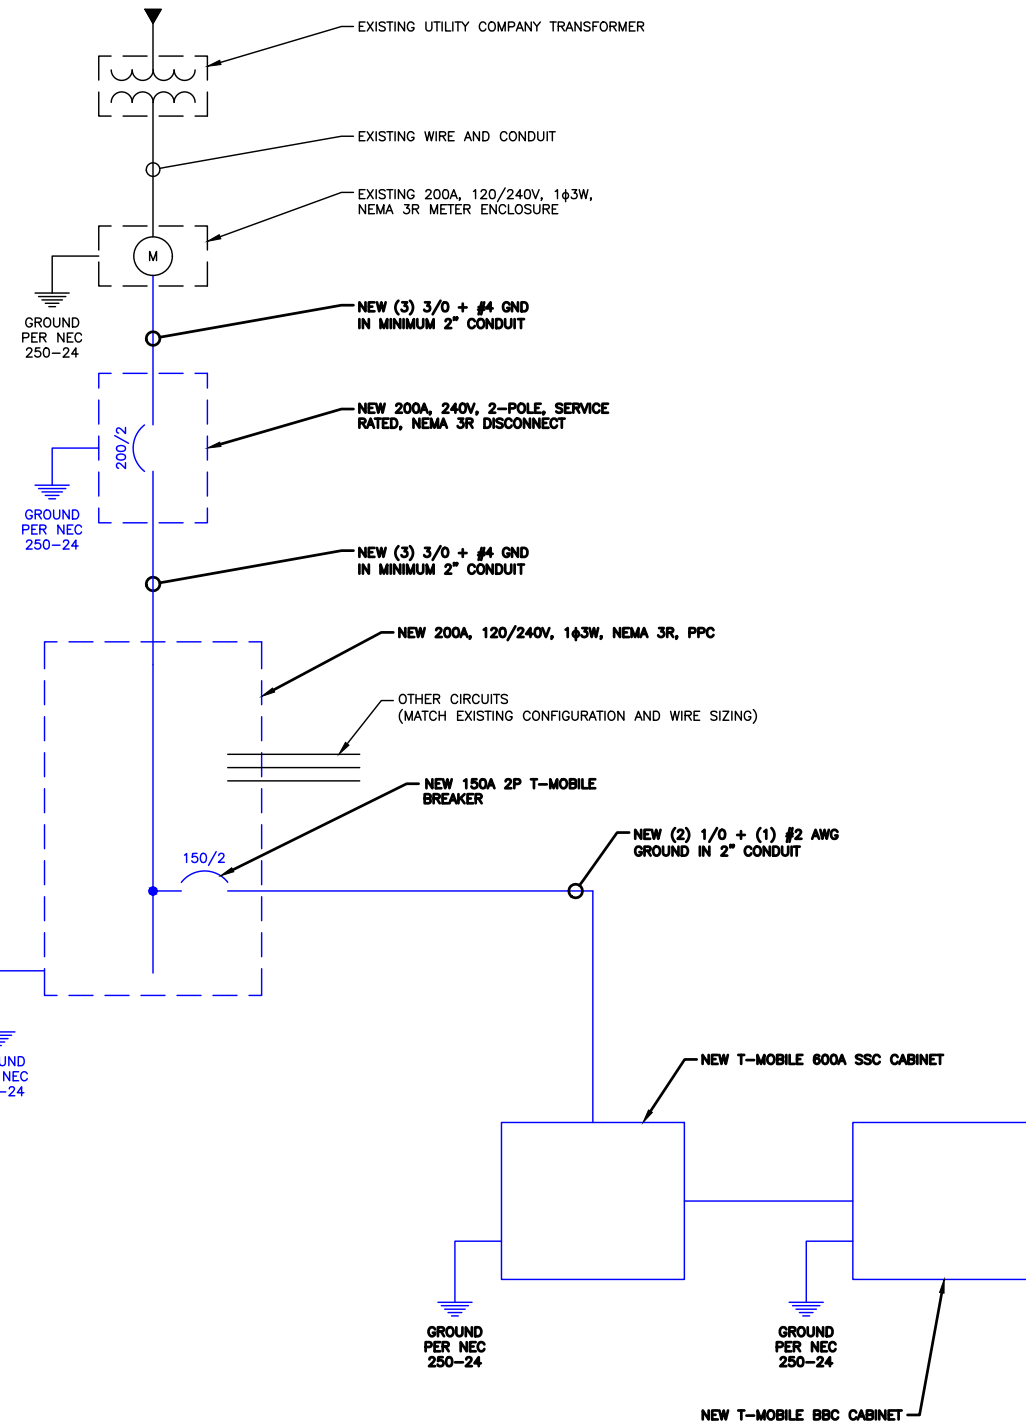 EXISTING UTILITY COMPANY TRANSFORMER
EXISTING WIRE AND CONDUIT
EXISTING 200A, 120/240V, 1ϕ3W,
NEMA 3R METER ENCLOSURE
M
GROUND
PER NEC
250-24
NEW (3) 3/0 + #4 GND
IN MINIMUM 2" CONDUIT
NEW 200A, 240V, 2-POLE, SERVICE
RATED, NEMA 3R DISCONNECT
200/2
GROUND
PER NEC
250-24
NEW (3) 3/0 + #4 GND
IN MINIMUM 2" CONDUIT
NEW 200A, 120/240V, 1ϕ3W, NEMA 3R, PPC
OTHER CIRCUITS
(MATCH EXISTING CONFIGURATION AND WIRE SIZING)
NEW 150A 2P T-MOBILE
BREAKER
150/2
NEW (2) 1/0 + (1) #2 AWG
GROUND IN 2" CONDUIT
UND
NEC
-24
NEW T-MOBILE 600A SSC CABINET
GROUND
PER NEC
250-24
GROUND
PER NEC
250-24
NEW T-MOBILE BBC CABINET